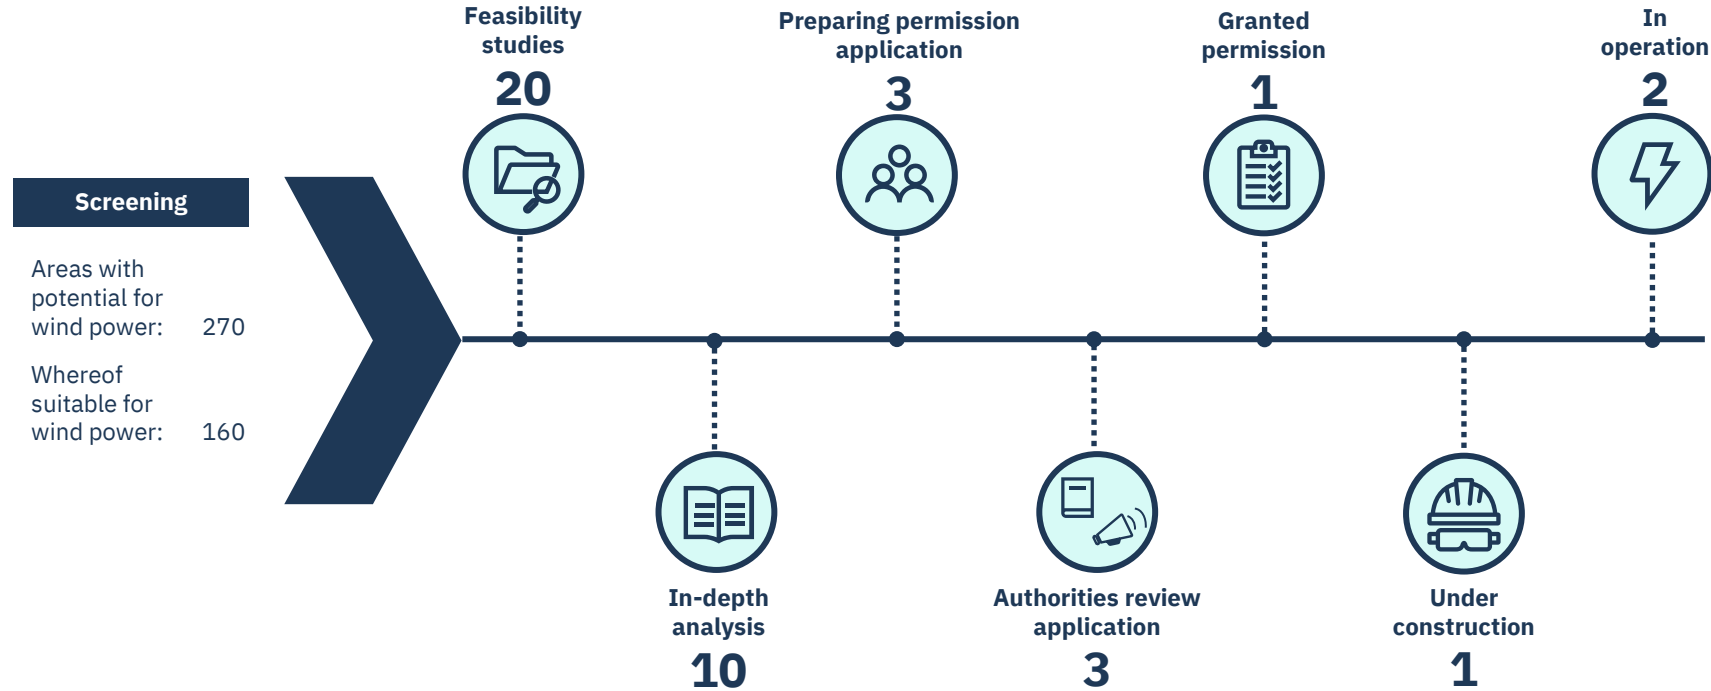 Screening
Areas with
potential for
wind power: 270
Whereof
suitable for
wind power: 160
Feasibility
studies
20
In-depth
analysis
10
Preparing permission
application
3
Authorities review
application
3
Granted
permission
1
Under
construction
1
In
operation
2